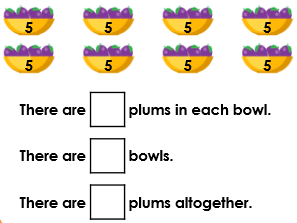 5 5 5 5
5 5 5 5
There are plums in each bowl.
There are bowls.
There are plums altogether.